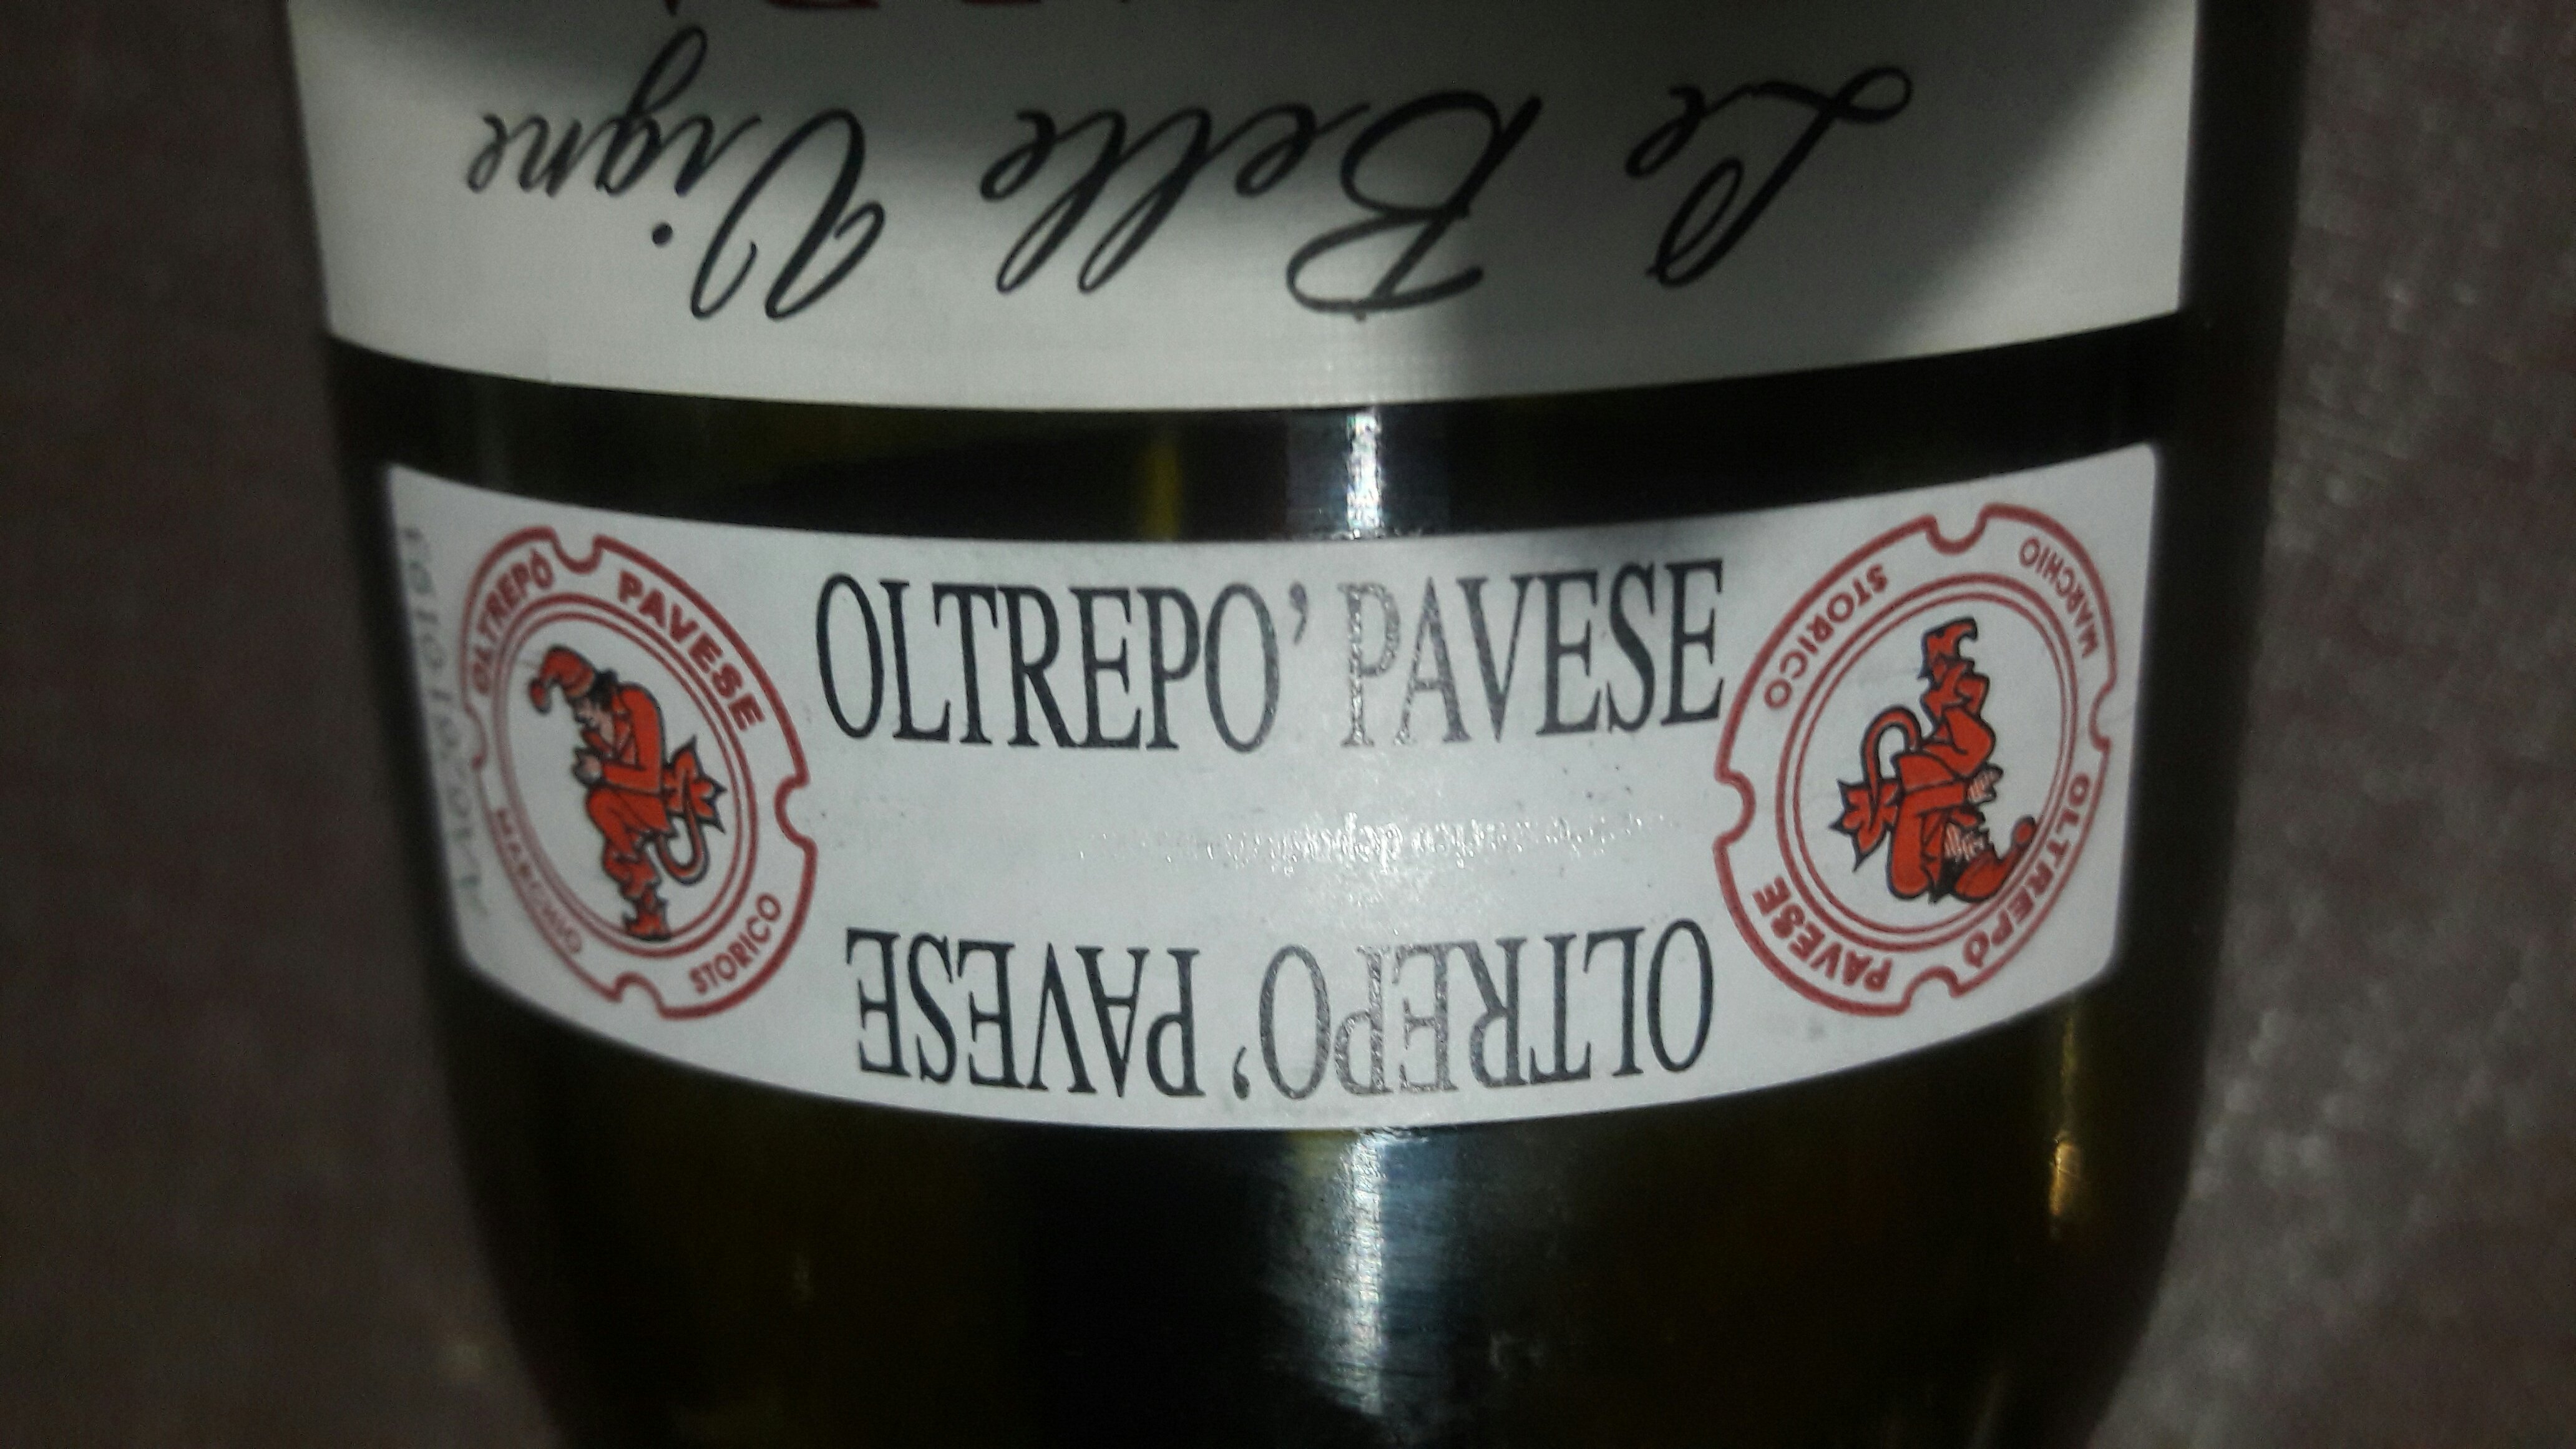 Le Belle Vigne
OLTREPÒ PAVESE
MARCHIO STORICO
OLTREPO' PAVESE
OLTREPO' PAVESE
MARCHIO STORICO
OLTREPÒ PAVESE